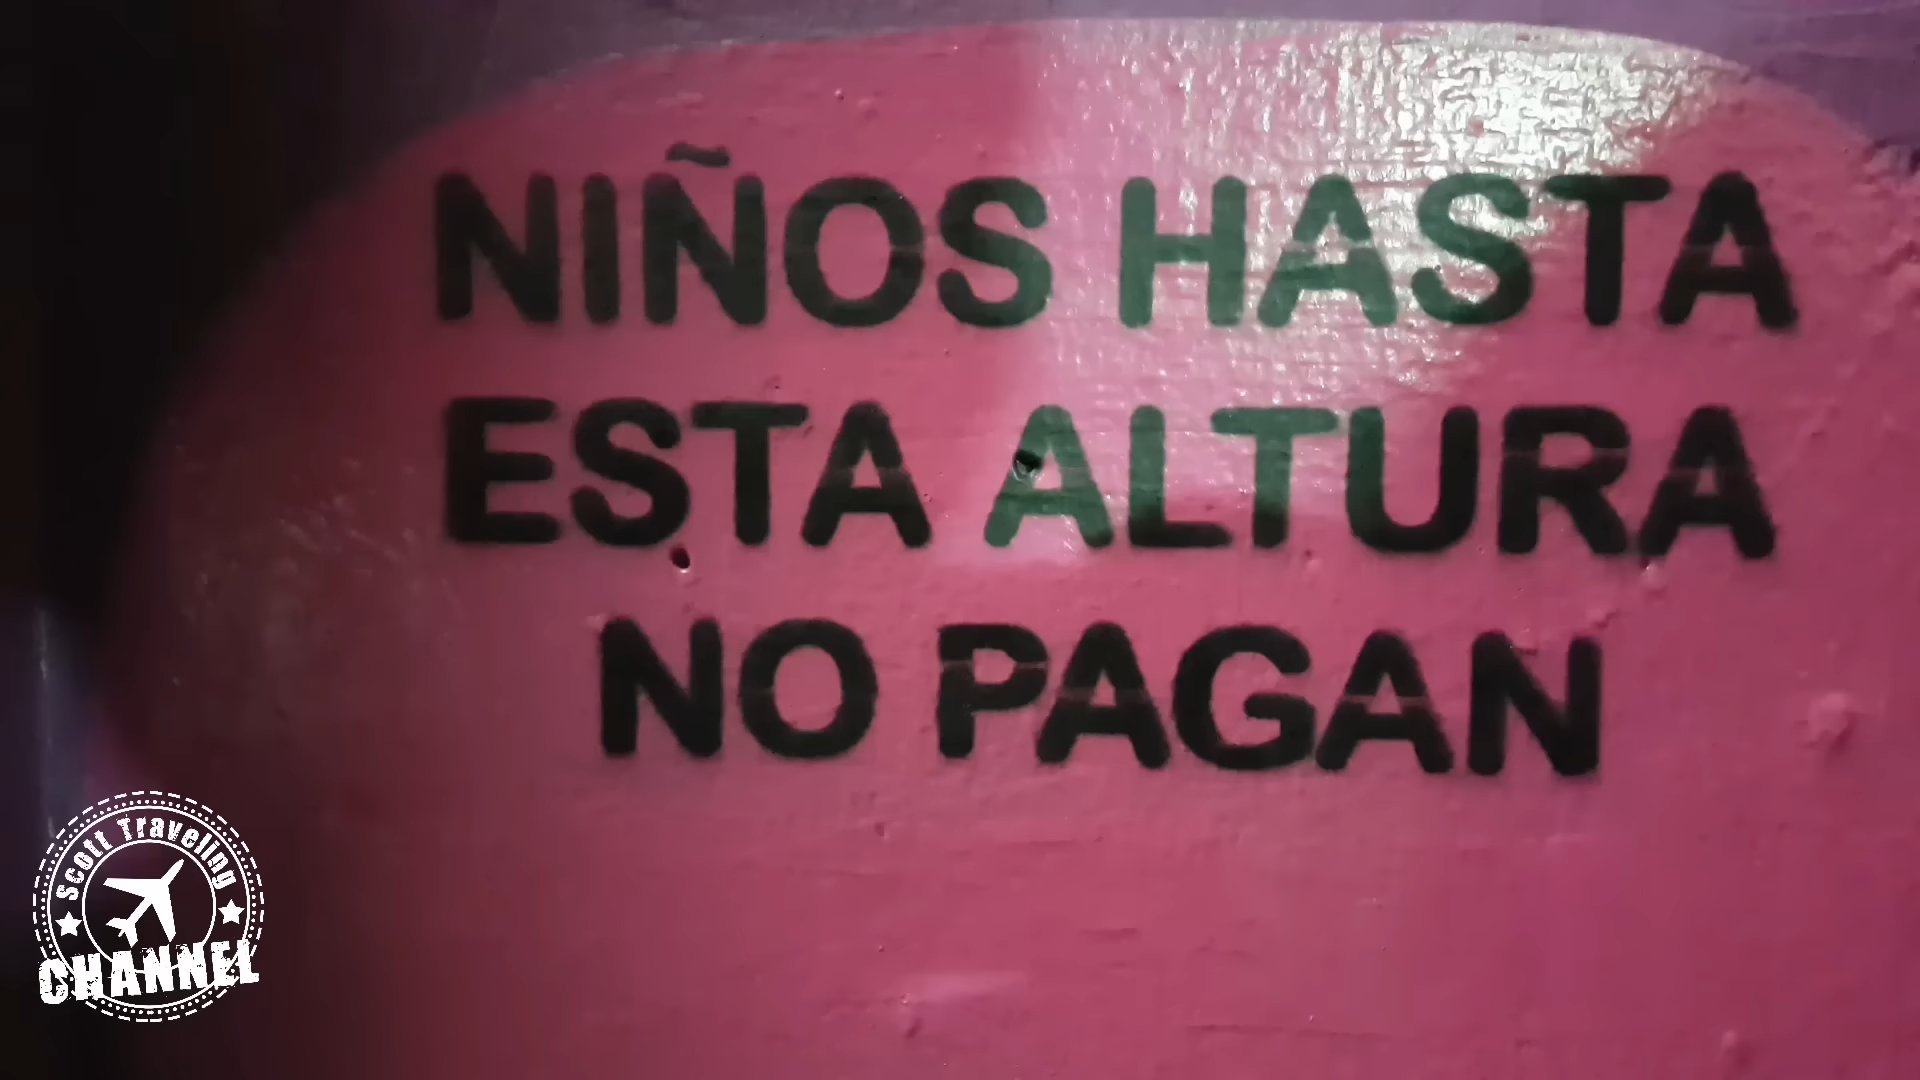 NIÑOS HASTA
ESTA ALTURA
NO PAGAN
Scott Traveling
CHANNEL